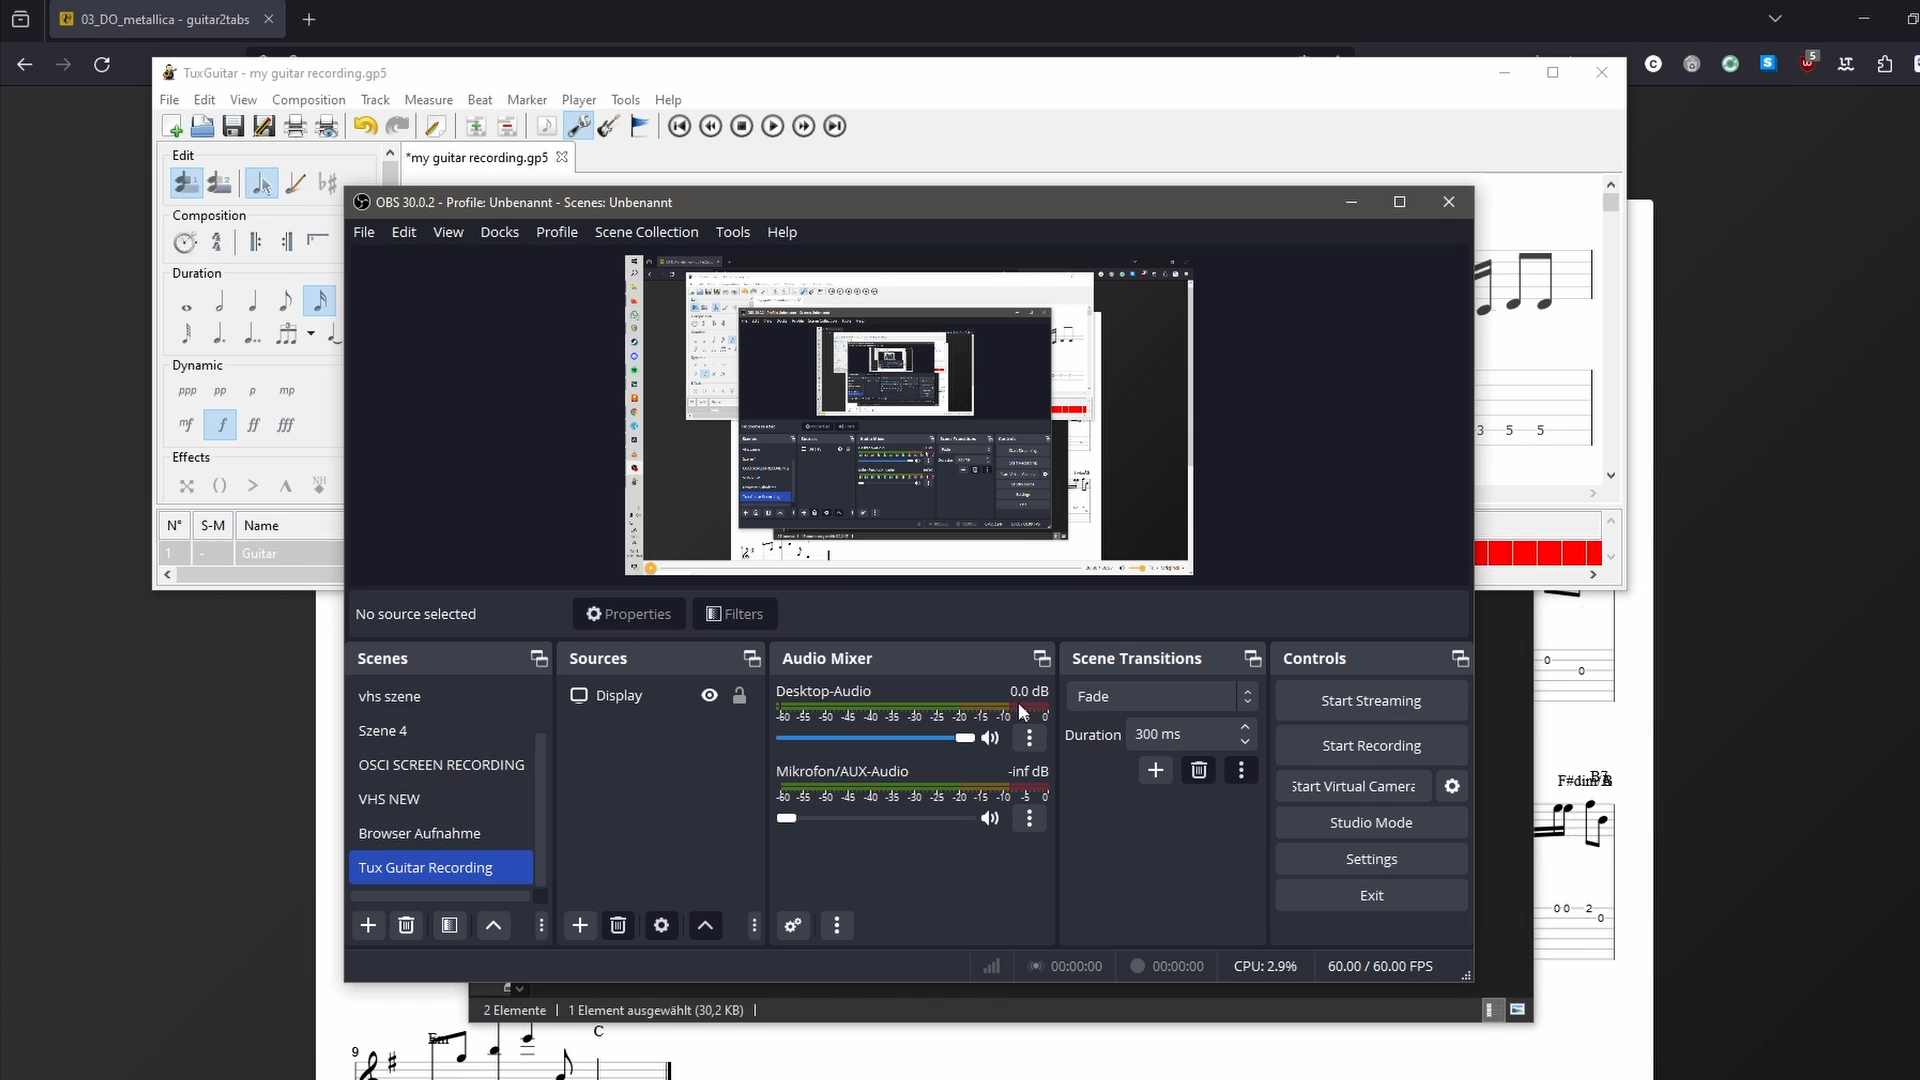 03_DO_metallica - guitar2tabs
5
TuxGuitar - my guitar recording.gp5
File Edit View Composition Track Measure Beat Marker Player Tools Help
Edit
*my guitar recording.gp5
Composition
Duration
Dynamic
ppp pp p mp
mf f ff fff
Effects
NH
N° S-M Name
1 - Guitar
3 5 5
OBS 30.0.2 - Profile: Unbenannt - Scenes: Unbenannt
File Edit View Docks Profile Scene Collection Tools Help
No source selected
Properties
Filters
Scenes
vhs szene
Szene 4
OSCI SCREEN RECORDING
VHS NEW
Browser Aufnahme
Tux Guitar Recording
Sources
Display
Audio Mixer
Desktop-Audio 0.0 dB
-60 -55 -50 -45 -40 -35 -30 -25 -20 -15 -10 -5 0
Mikrofon/AUX-Audio -inf dB
-60 -55 -50 -45 -40 -35 -30 -25 -20 -15 -10 -5 0
Scene Transitions
Fade
Duration 300 ms
Controls
Start Streaming
Start Recording
Start Virtual Camera
Studio Mode
Settings
Exit
00:00:00 00:00:00 CPU: 2.9% 60.00 / 60.00 FPS
2 Elemente 1 Element ausgewählt (30,2 KB)
0 0
F#dim/A
0 0 2 0
Em C
9